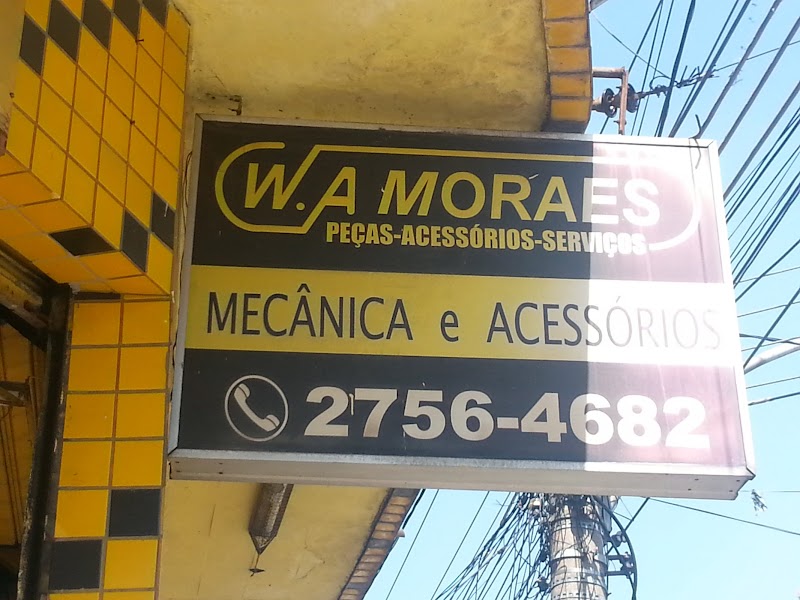 W.A MORAES
PEÇAS-ACESSÓRIOS-SERVIÇOS
MECÂNICA e ACESSÓRIOS
2756-4682